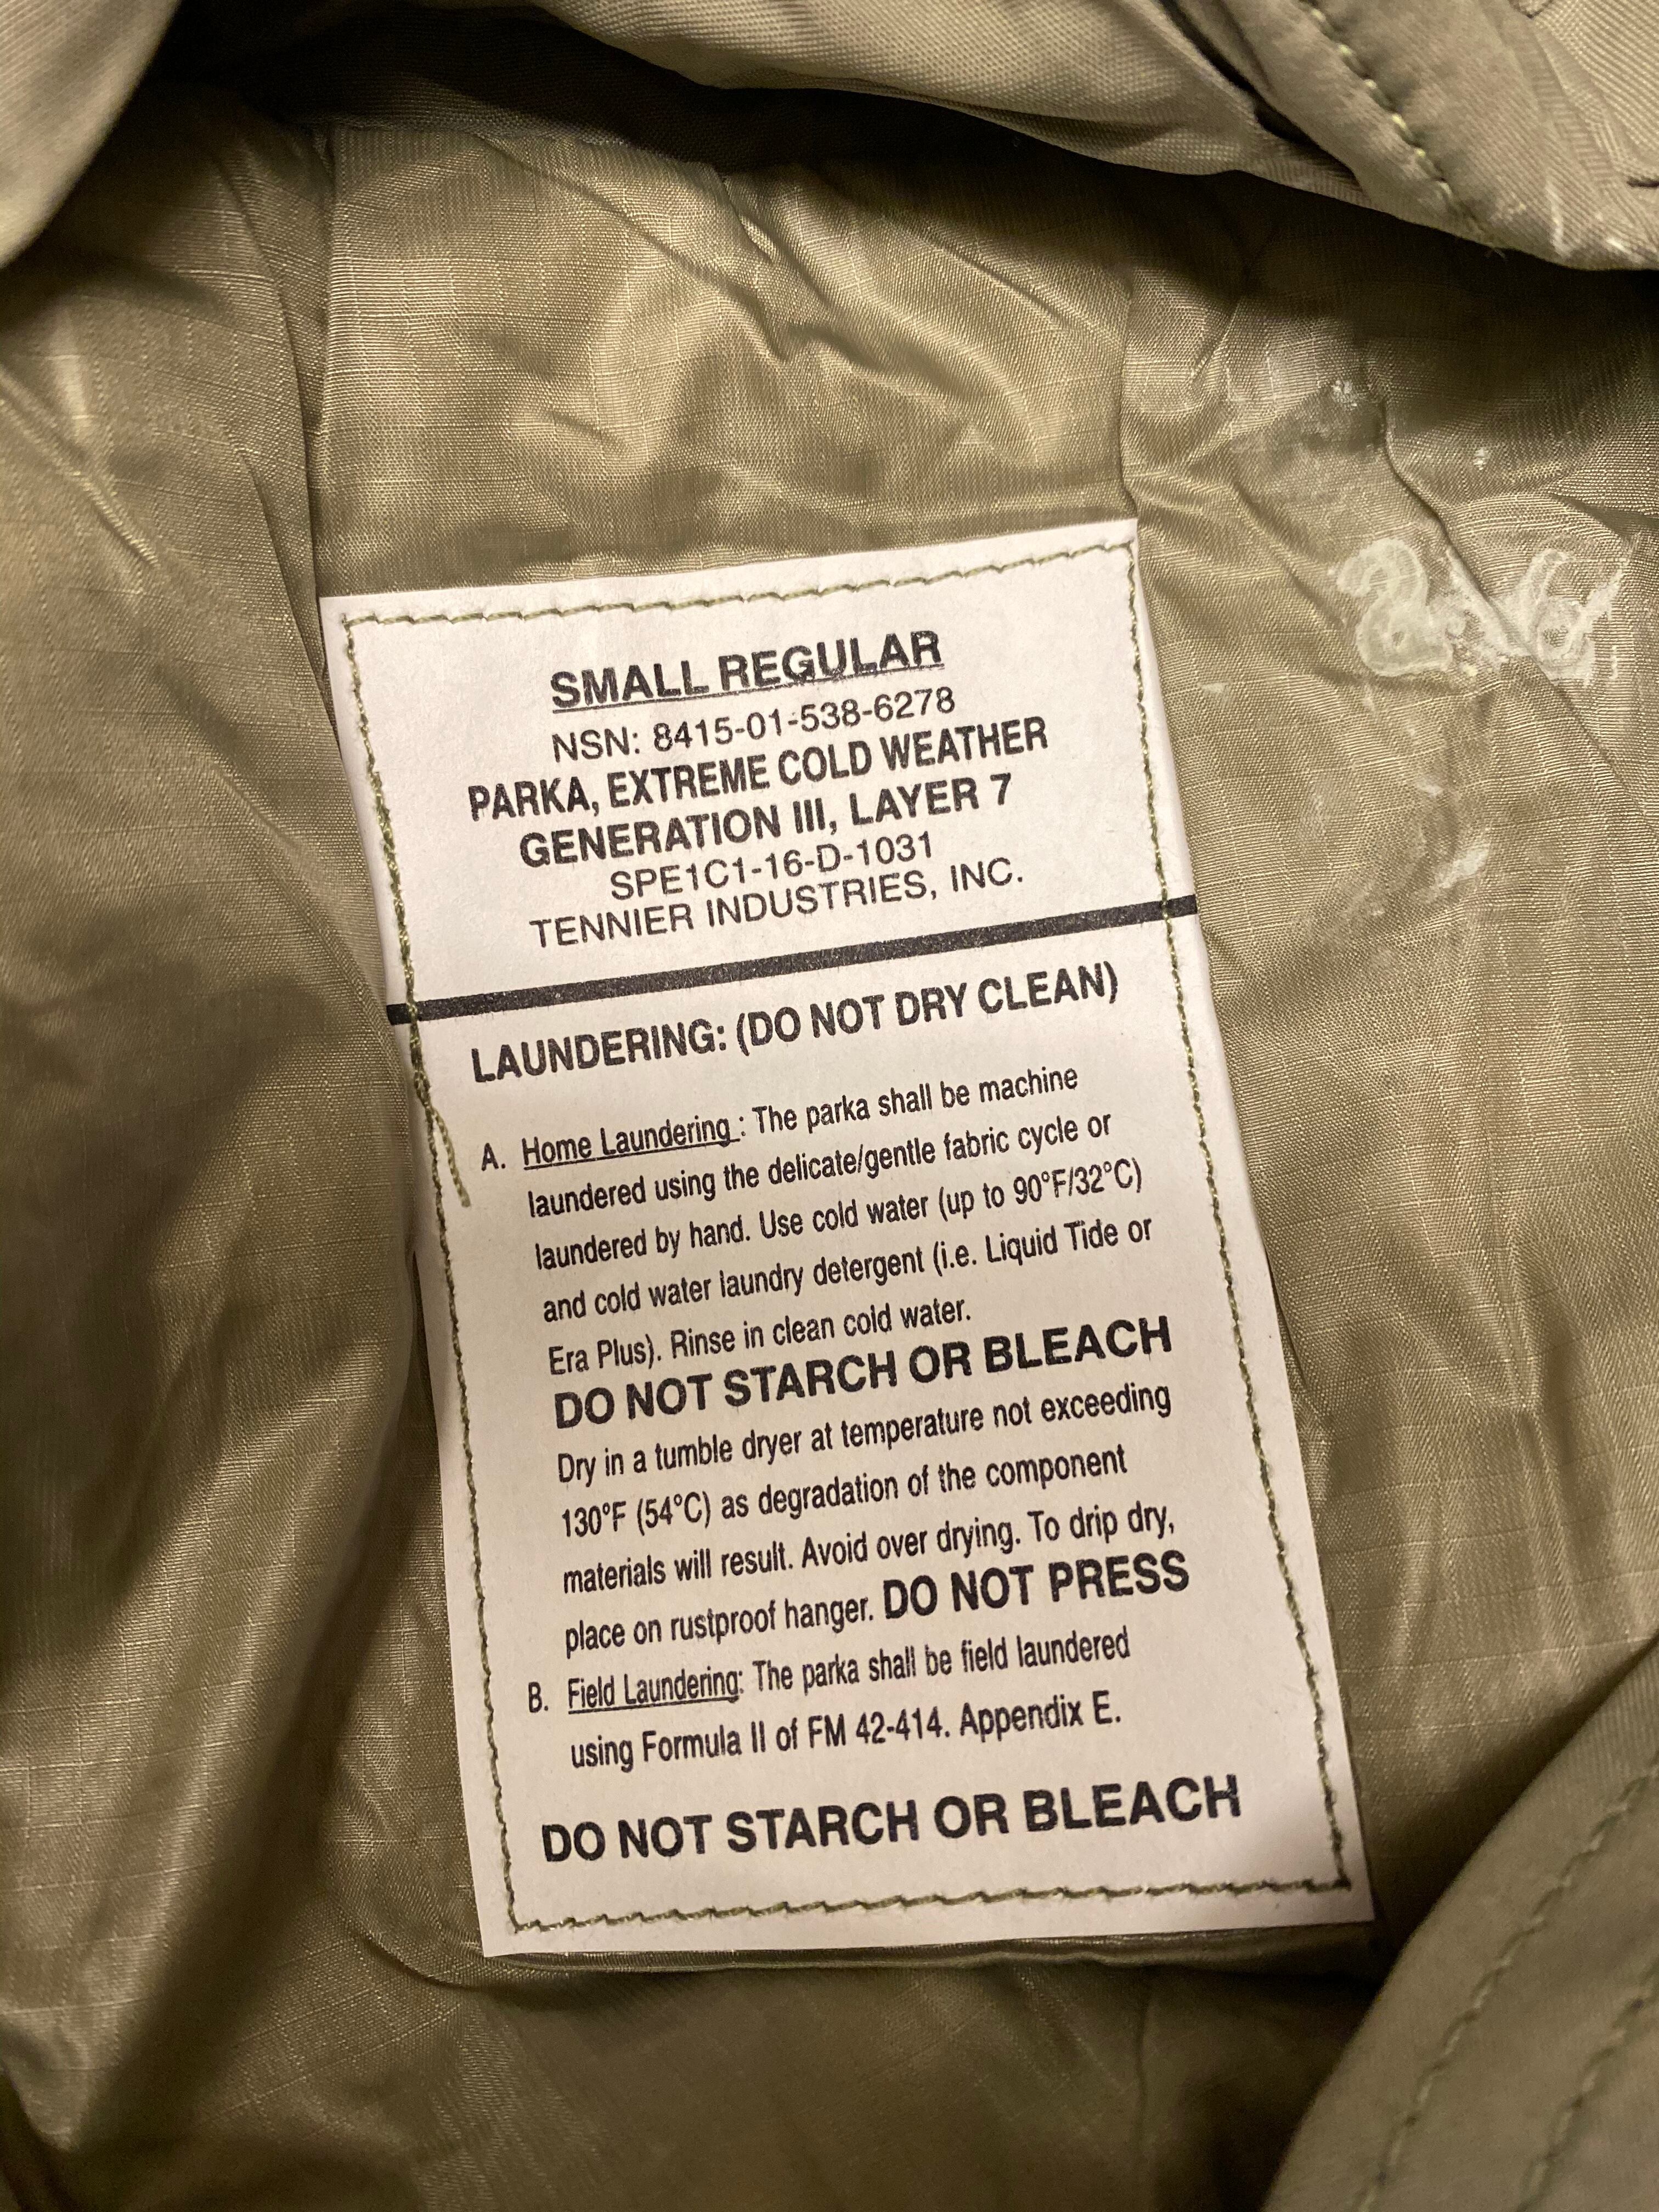 SMALL REGULAR
NSN: 8415-01-538-6278
PARKA, EXTREME COLD WEATHER
GENERATION III, LAYER 7
SPE1C1-16-D-1031
TENNIER INDUSTRIES, INC.
LAUNDERING: (DO NOT DRY CLEAN)
A. Home Laundering : The parka shall be machine
laundered using the delicate/gentle fabric cycle or
laundered by hand. Use cold water (up to 90°F/32°C)
and cold water laundry detergent (i.e. Liquid Tide or
Era Plus). Rinse in clean cold water.
DO NOT STARCH OR BLEACH
Dry in a tumble dryer at temperature not exceeding
130°F (54°C) as degradation of the component
materials will result. Avoid over drying. To drip dry,
place on rustproof hanger. DO NOT PRESS
B. Field Laundering: The parka shall be field laundered
using Formula II of FM 42-414. Appendix E.
DO NOT STARCH OR BLEACH